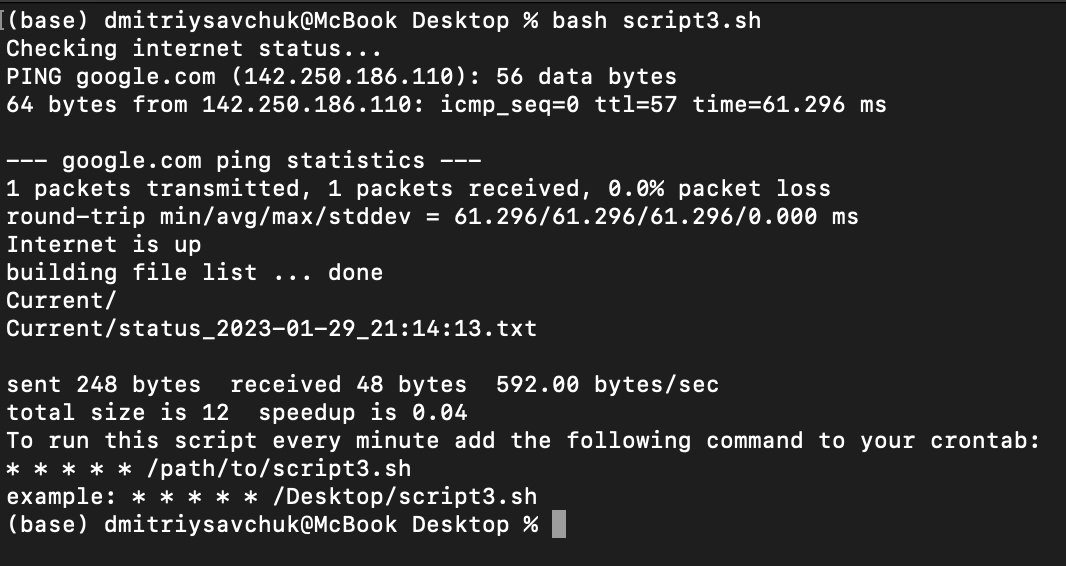 (base) dmitriysavchuk@McBook Desktop % bash script3.sh
Checking internet status...
PING google.com (142.250.186.110): 56 data bytes
64 bytes from 142.250.186.110: icmp_seq=0 ttl=57 time=61.296 ms
--- google.com ping statistics ---
1 packets transmitted, 1 packets received, 0.0% packet loss
round-trip min/avg/max/stddev = 61.296/61.296/61.296/0.000 ms
Internet is up
building file list ... done
Current/
Current/status_2023-01-29_21:14:13.txt
sent 248 bytes  received 48 bytes  592.00 bytes/sec
total size is 12  speedup is 0.04
To run this script every minute add the following command to your crontab:
* * * * * /path/to/script3.sh
example: * * * * * /Desktop/script3.sh
(base) dmitriysavchuk@McBook Desktop %